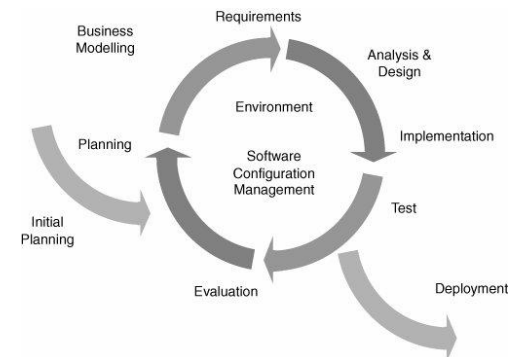 Requirements
Business
Modelling
Analysis &
Design
Environment
Implementation
Planning
Software
Configuration
Management
Initial
Planning
Test
Evaluation
Deployment